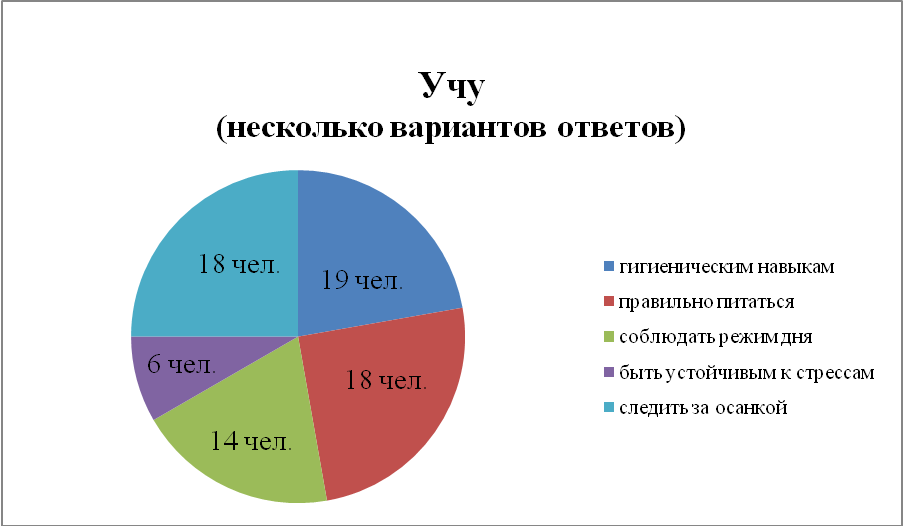 Учу
(несколько вариантов ответов)
18 чел.
19 чел.
6 чел.
18 чел.
14 чел.
гигиеническим навыкам
правильно питаться
соблюдать режим дня
быть устойчивым к стрессам
следить за осанкой